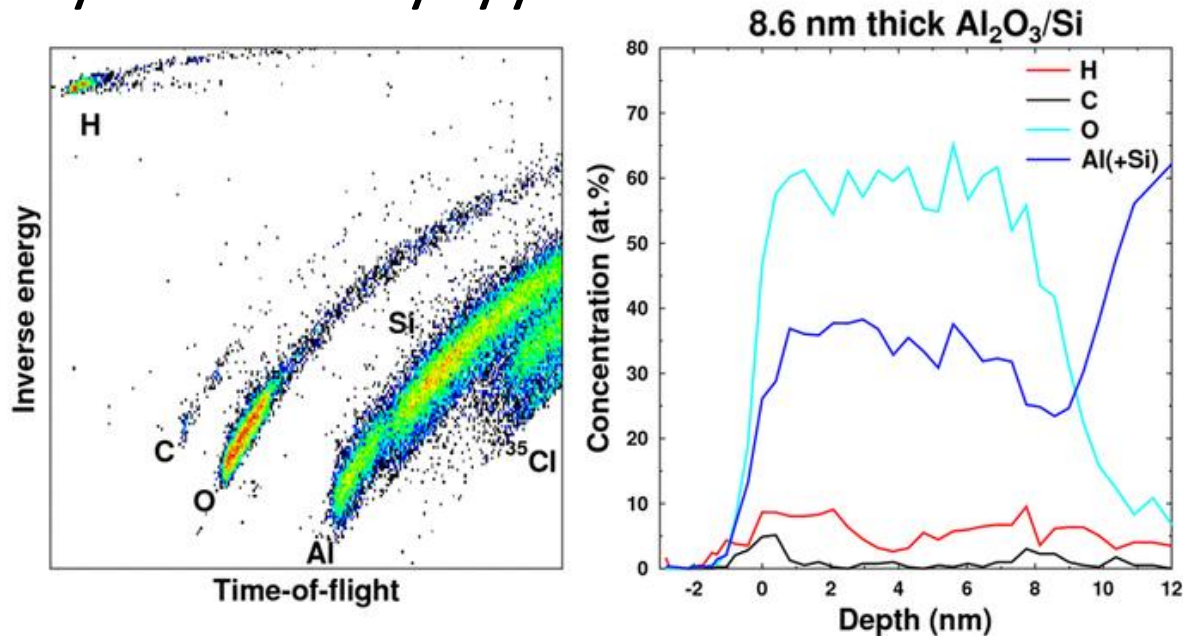 8.6 nm thick Al₂O₃/Si
H
C
O
Al
Si
³⁵Cl
Inverse energy
Time-of-flight
H
C
O
Al(+Si)
Concentration (at.%)
80
70
60
50
40
30
20
10
0
-2 0 2 4 6 8 10 12
Depth (nm)